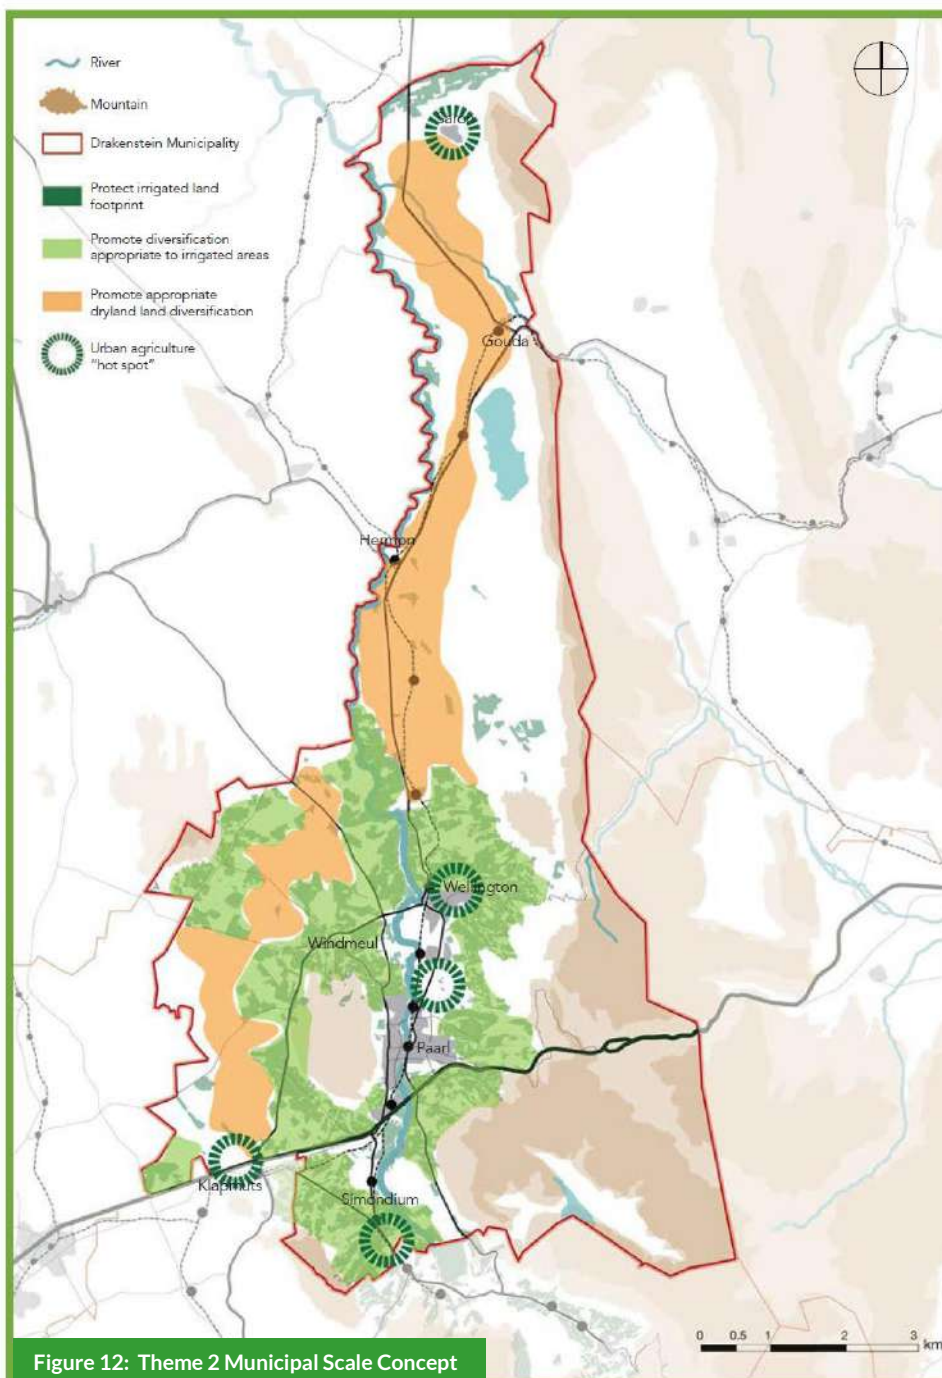 River
Mountain
Drakenstein Municipality
Protect irrigated land
footprint
Promote diversification
appropriate to irrigated areas
Promote appropriate
dryland land diversification
Urban agriculture
"hot spot"
Saron
Gouda
Hermon
Wellington
Windmeul
Paarl
Klapmuts
Simondium
0 0.5 1 2 3
km
Figure 12: Theme 2 Municipal Scale Concept